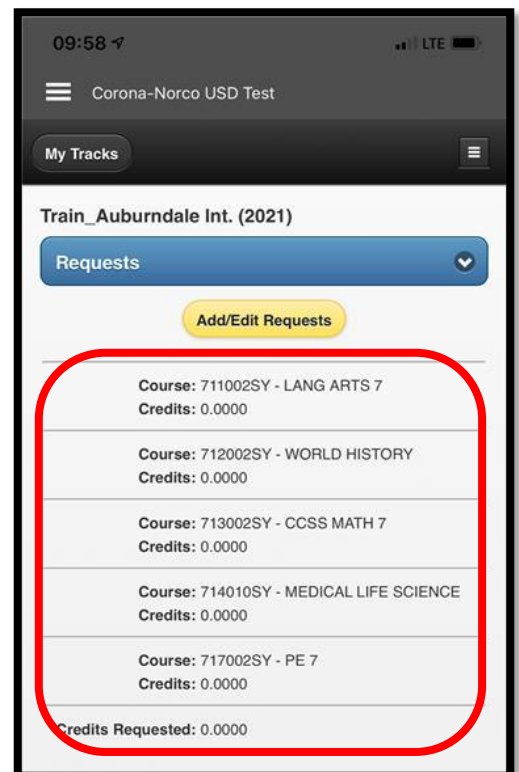 09:58 LTE
Corona-Norco USD Test
My Tracks
Train_Auburndale Int. (2021)
Requests
Add/Edit Requests
Course: 711002SY - LANG ARTS 7
Credits: 0.0000
Course: 712002SY - WORLD HISTORY
Credits: 0.0000
Course: 713002SY - CCSS MATH 7
Credits: 0.0000
Course: 714010SY - MEDICAL LIFE SCIENCE
Credits: 0.0000
Course: 717002SY - PE 7
Credits: 0.0000
Credits Requested: 0.0000